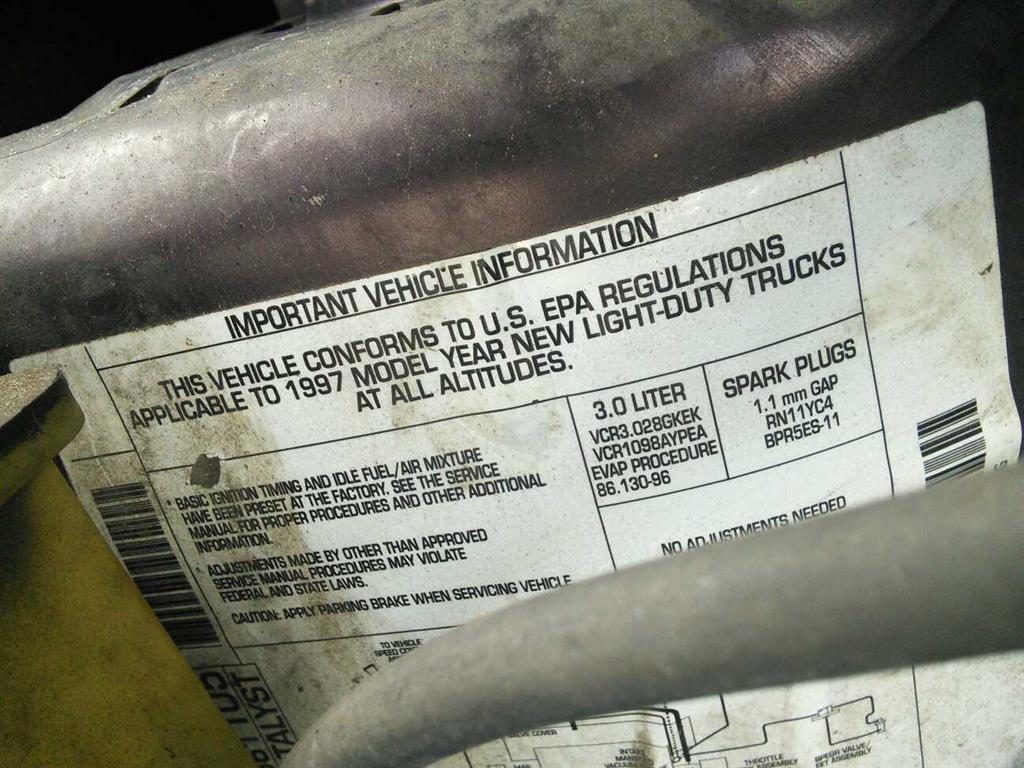 IMPORTANT VEHICLE INFORMATION
THIS VEHICLE CONFORMS TO U.S. EPA REGULATIONS
APPLICABLE TO 1997 MODEL YEAR NEW LIGHT-DUTY TRUCKS
AT ALL ALTITUDES.
BASIC IGNITION TIMING AND IDLE FUEL/AIR MIXTURE
HAVE BEEN PRESET AT THE FACTORY. SEE THE SERVICE
MANUAL FOR PROPER PROCEDURES AND OTHER ADDITIONAL
INFORMATION.
ADJUSTMENTS MADE BY OTHER THAN APPROVED
SERVICE MANUAL PROCEDURES MAY VIOLATE
FEDERAL AND STATE LAWS.
CAUTION: APPLY PARKING BRAKE WHEN SERVICING VEHICLE
3.0 LITER
VCR3.028GKEK
VCR1098AYPEA
EVAP PROCEDURE
86.130-96
SPARK PLUGS
1.1 mm GAP
RN11YC4
BPR5ES-11
NO ADJUSTMENTS NEEDED
TO VEHICLE
VALVE COVER
INTAKE
THROTTLE
ASSEMBLY